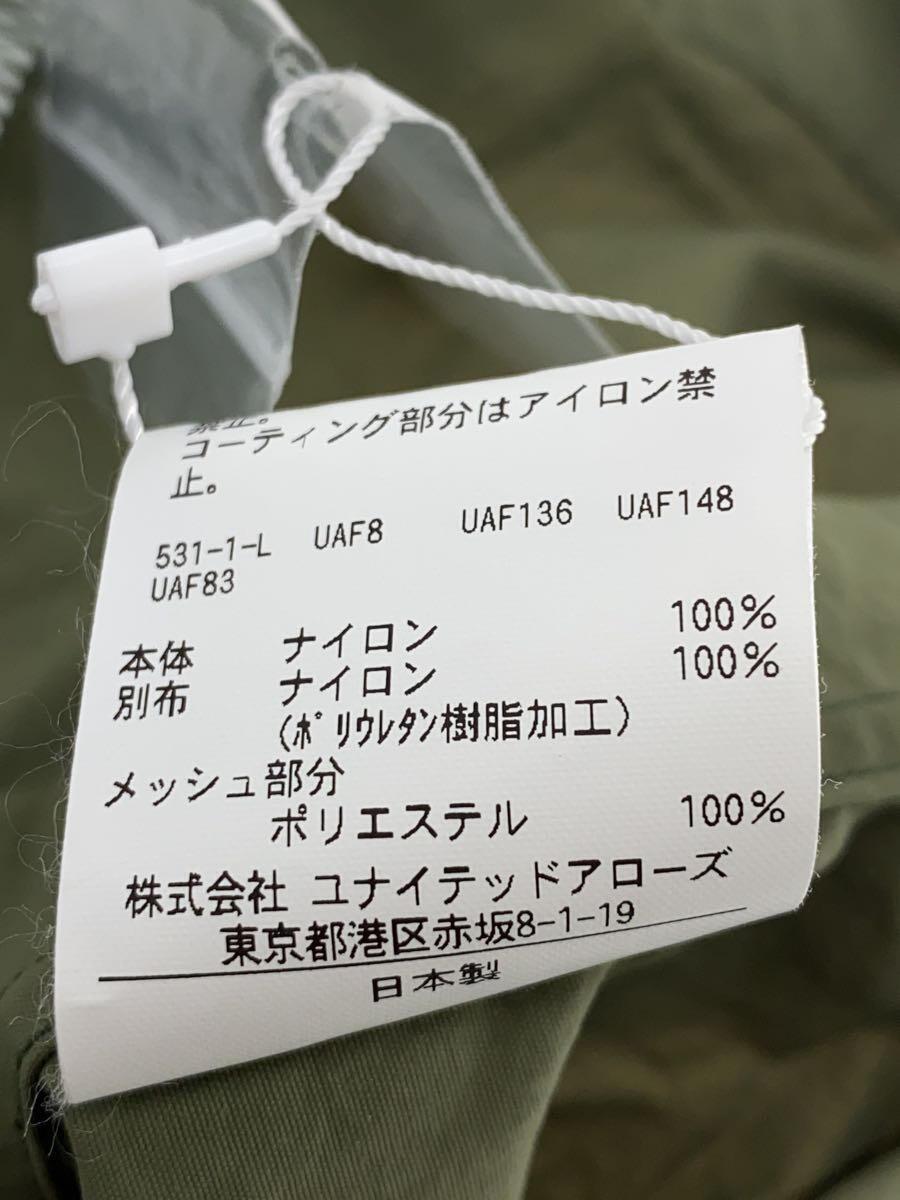 禁止。
コーティング部分はアイロン禁
止。
531-1-L UAF8 UAF136 UAF148
UAF83
本体 ナイロン 100%
別布 ナイロン 100%
(ﾎﾟﾘｳﾚﾀﾝ樹脂加工)
メッシュ部分
ポリエステル 100%
株式会社 ユナイテッドアローズ
東京都港区赤坂8-1-19
日本製